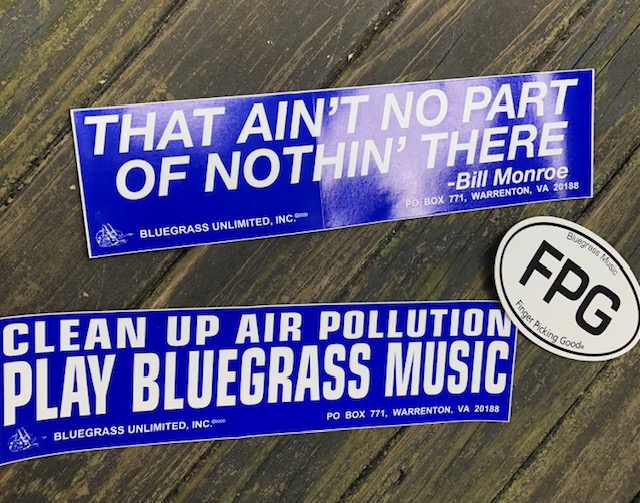 THAT AIN'T NO PART
OF NOTHIN' THERE
-Bill Monroe
PO BOX 771, WARRENTON, VA 20188
BLUEGRASS UNLIMITED, INC.
Bluegrass Music
FPG
Finger Picking Good
CLEAN UP AIR POLLUTION
PLAY BLUEGRASS MUSIC
PO BOX 771, WARRENTON, VA 20188
BLUEGRASS UNLIMITED, INC.